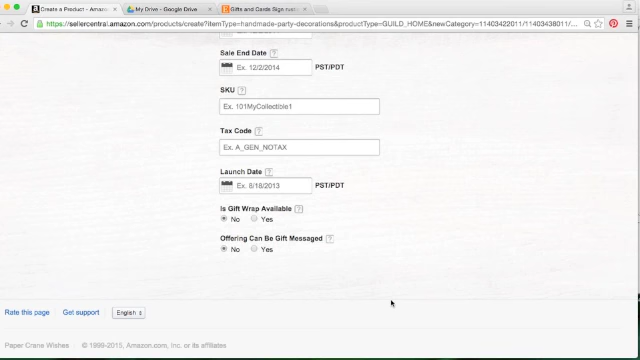 Create a Product - Amazon
My Drive - Google Drive
Gifts and Cards Sign
https://sellercentral.amazon.com/products/create?itemType=handmade-party-decorations&productType=GUILD_HOME&newCategory=11403422011/11403438011/...
Sale End Date ?
Ex. 12/2/2014 PST/PDT
SKU ?
Ex. 101MyCollectible1
Tax Code ?
Ex. A_GEN_NOTAX
Launch Date ?
Ex. 8/18/2013 PST/PDT
Is Gift Wrap Available ?
No Yes
Offering Can Be Gift Messaged ?
No Yes
Rate this page Get support English
Paper Crane Wishes © 1999-2015, Amazon.com, Inc. or its affiliates